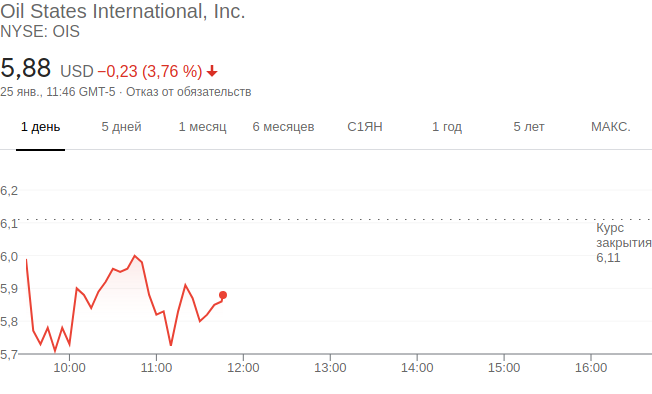 Oil States International, Inc.
NYSE: OIS
5,88 USD −0,23 (3,76 %)
25 янв., 11:46 GMT-5 · Отказ от обязательств
1 день 5 дней 1 месяц 6 месяцев С1ЯН 1 год 5 лет МАКС.
6,2
6,1
Курс
закрытия
6,11
6,0
5,9
5,8
5,7
10:00 11:00 12:00 13:00 14:00 15:00 16:00